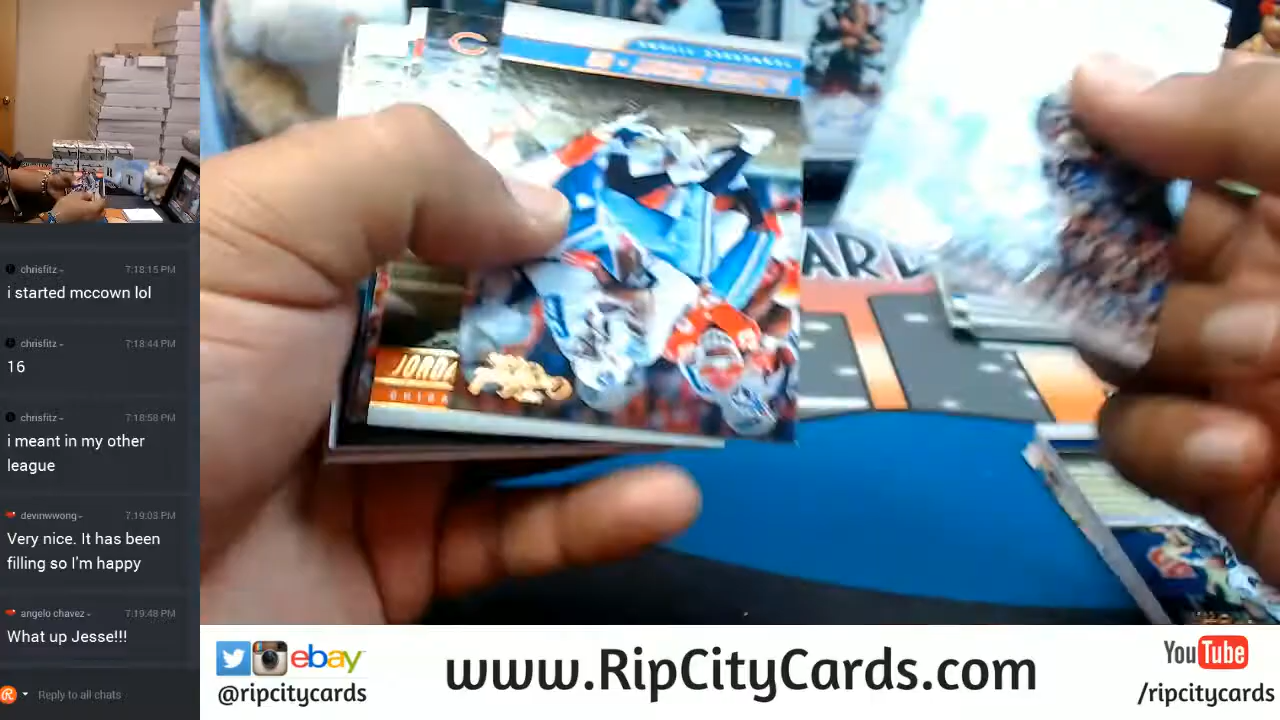 chrisfitz - 7:18:15 PM
i started mccown lol
chrisfitz - 7:18:44 PM
16
chrisfitz - 7:18:58 PM
i meant in my other
league
devinwwong - 7:19:03 PM
Very nice. It has been
filling so I'm happy
angelo chavez - 7:19:48 PM
What up Jesse!!!
Reply to all chats
ebay
@ripcitycards
www.RipCityCards.com
YouTube
/ripcitycards